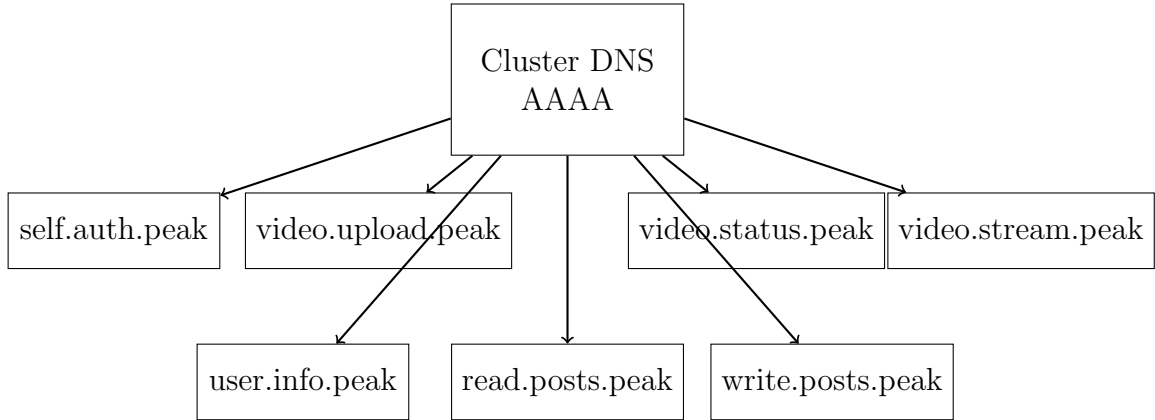 Cluster DNS
AAAA
self.auth.peak
video.upload.peak
video.status.peak
video.stream.peak
user.info.peak
read.posts.peak
write.posts.peak